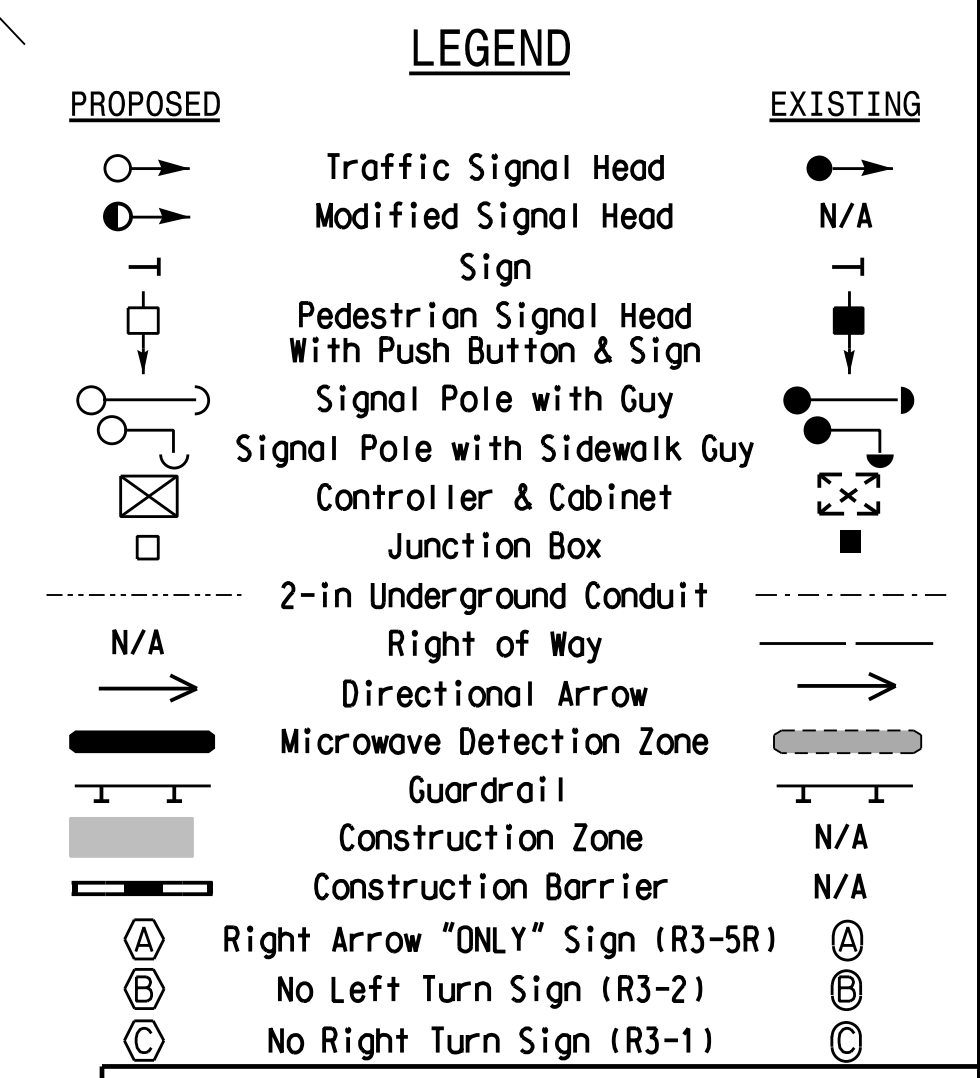 LEGEND
PROPOSED EXISTING
Traffic Signal Head
Modified Signal Head N/A
Sign
Pedestrian Signal Head
With Push Button & Sign
Signal Pole with Guy
Signal Pole with Sidewalk Guy
Controller & Cabinet
Junction Box
2-in Underground Conduit
N/A Right of Way
Directional Arrow
Microwave Detection Zone
Guardrail
Construction Zone N/A
Construction Barrier N/A
A Right Arrow "ONLY" Sign (R3-5R) A
B No Left Turn Sign (R3-2) B
C No Right Turn Sign (R3-1) C